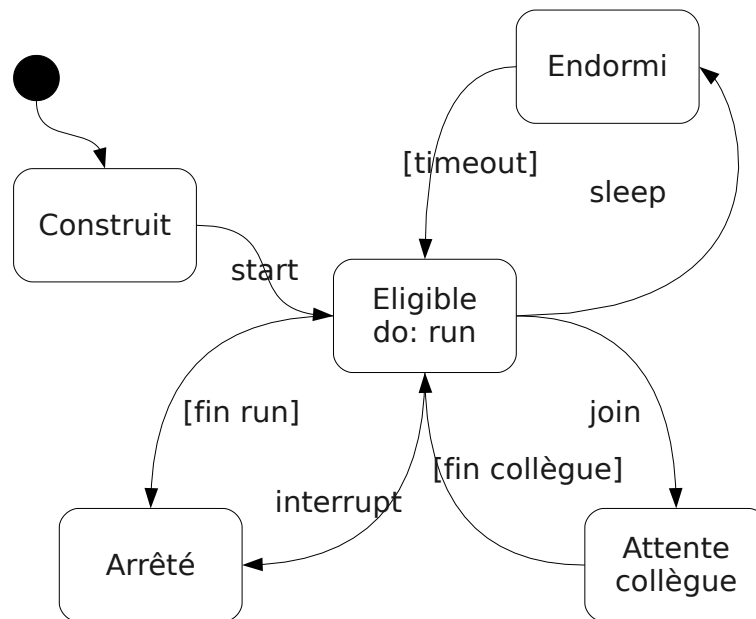 Endormi
[timeout]
sleep
Construit
start
Eligible
do: run
[fin run]
join
[fin collègue]
interrupt
Arrêté
Attente
collègue